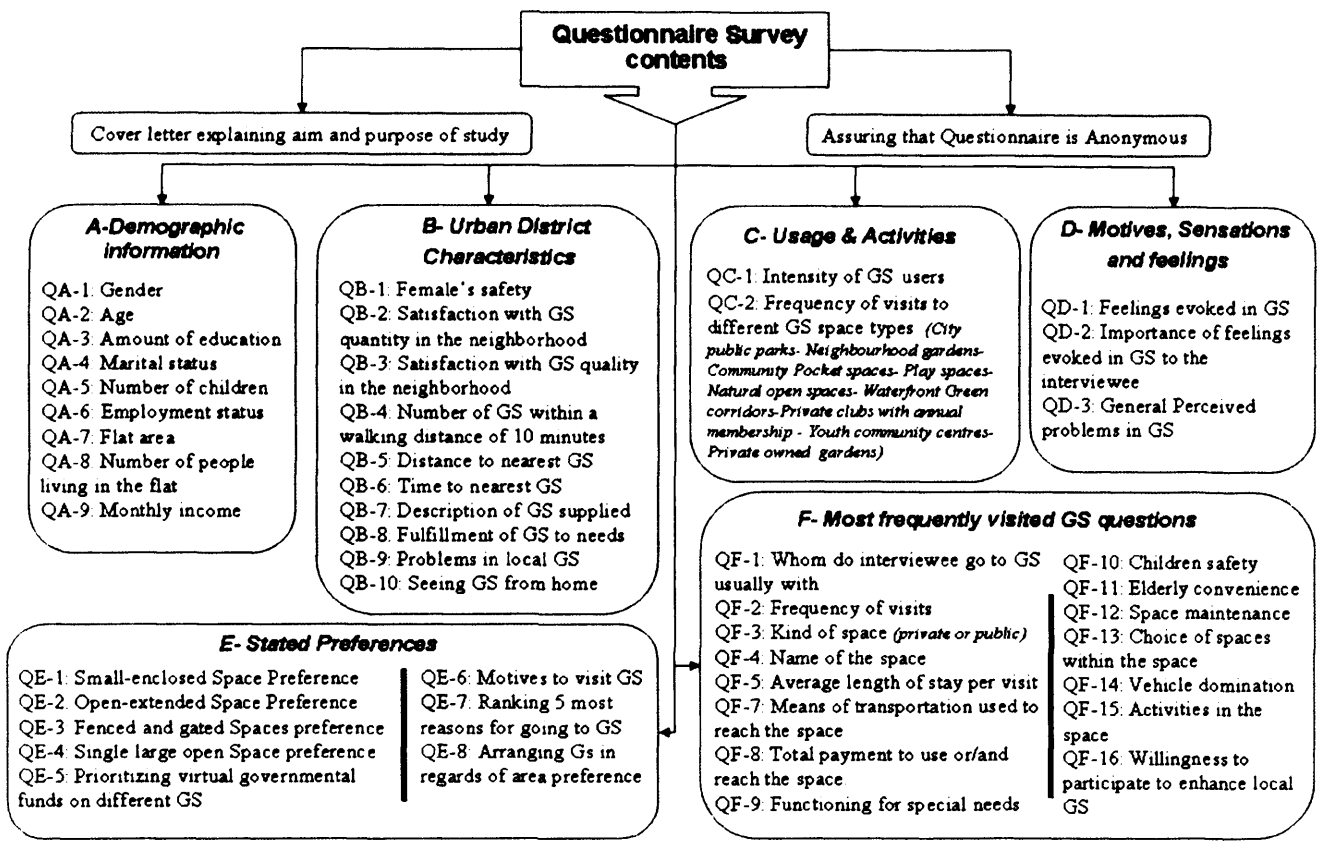 Questionnaire Survey
contents
Cover letter explaining aim and purpose of study
Assuring that Questionnaire is Anonymous
A-Demographic
information
QA-1: Gender
QA-2: Age
QA-3: Amount of education
QA-4: Marital status
QA-5: Number of children
QA-6: Employment status
QA-7: Flat area
QA-8: Number of people
living in the flat
QA-9: Monthly income
B- Urban District
Characteristics
QB-1: Female's safety
QB-2: Satisfaction with GS
quantity in the neighborhood
QB-3: Satisfaction with GS quality
in the neighborhood
QB-4: Number of GS within a
walking distance of 10 minutes
QB-5: Distance to nearest GS
QB-6: Time to nearest GS
QB-7: Description of GS supplied
QB-8: Fulfillment of GS to needs
QB-9: Problems in local GS
QB-10: Seeing GS from home
C- Usage & Activities
QC-1: Intensity of GS users
QC-2: Frequency of visits to
different GS space types (City
public parks- Neighbourhood gardens-
Community Pocket spaces- Play spaces-
Natural open spaces- Waterfront Green
corridors-Private clubs with annual
membership - Youth community centres-
Private owned gardens)
D- Motives, Sensations
and feelings
QD-1: Feelings evoked in GS
QD-2: Importance of feelings
evoked in GS to the
interviewee
QD-3: General Perceived
problems in GS
E- Stated Preferences
QE-1: Small-enclosed Space Preference
QE-2: Open-extended Space Preference
QE-3 Fenced and gated Spaces preference
QE-4: Single large open Space preference
QE-5: Prioritizing virtual governmental
funds on different GS
QE-6: Motives to visit GS
QE-7: Ranking 5 most
reasons for going to GS
QE-8: Arranging Gs in
regards of area preference
F- Most frequently visited GS questions
QF-1: Whom do interviewee go to GS
usually with
QF-2: Frequency of visits
QF-3: Kind of space (private or public)
QF-4: Name of the space
QF-5: Average length of stay per visit
QF-7: Means of transportation used to
reach the space
QF-8: Total payment to use or/and
reach the space
QF-9: Functioning for special needs
QF-10: Children safety
QF-11: Elderly convenience
QF-12: Space maintenance
QF-13: Choice of spaces
within the space
QF-14: Vehicle domination
QF-15: Activities in the
space
QF-16: Willingness to
participate to enhance local
GS